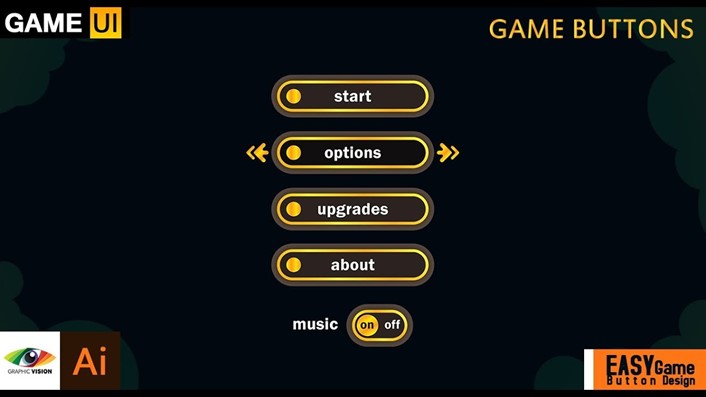 GAME UI
GAME BUTTONS
start
options
upgrades
about
music on off
GRAPHIC VISION
Ai
EASY Game
Button Design